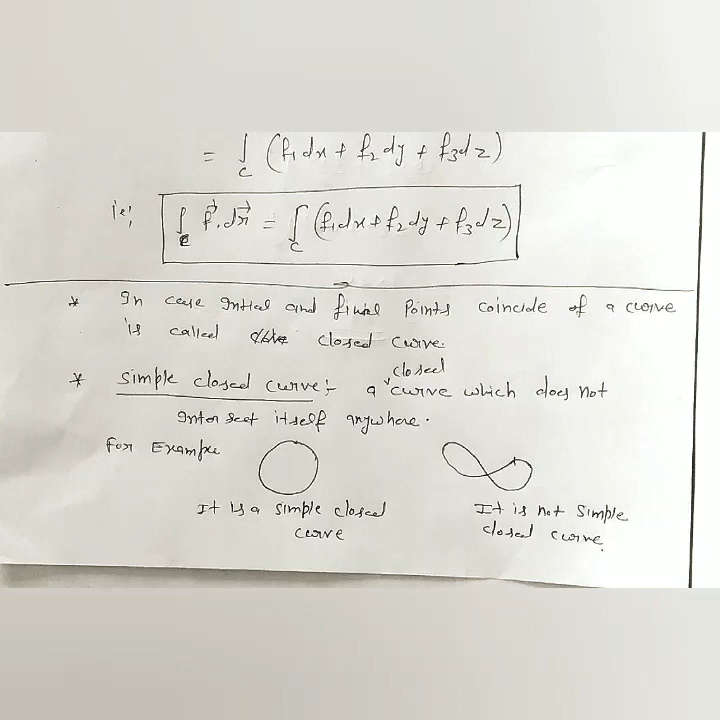 = ∫_C (f₁dx + f₂dy + f₃dz)
ie; ∫_C f⃗.dr⃗ = ∫_C (f₁dx + f₂dy + f₃dz)
* In case Intial and final Points coincide of a curve
is called closed curve.
* Simple closed curve :- a closed curve which does not
Intersect itself anywhere.
For Example
It is a simple closed
curve
It is not Simple
closed curve.